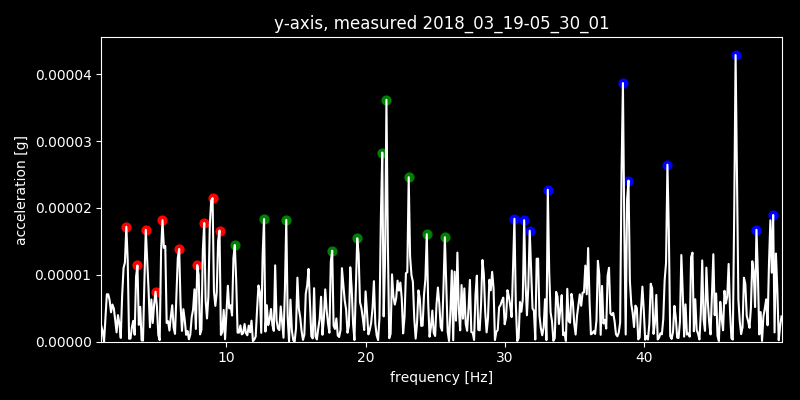 y-axis, measured 2018_03_19-05_30_01
0.00004
0.00003
0.00002
0.00001
0.00000
acceleration [g]
10 20 30 40
frequency [Hz]